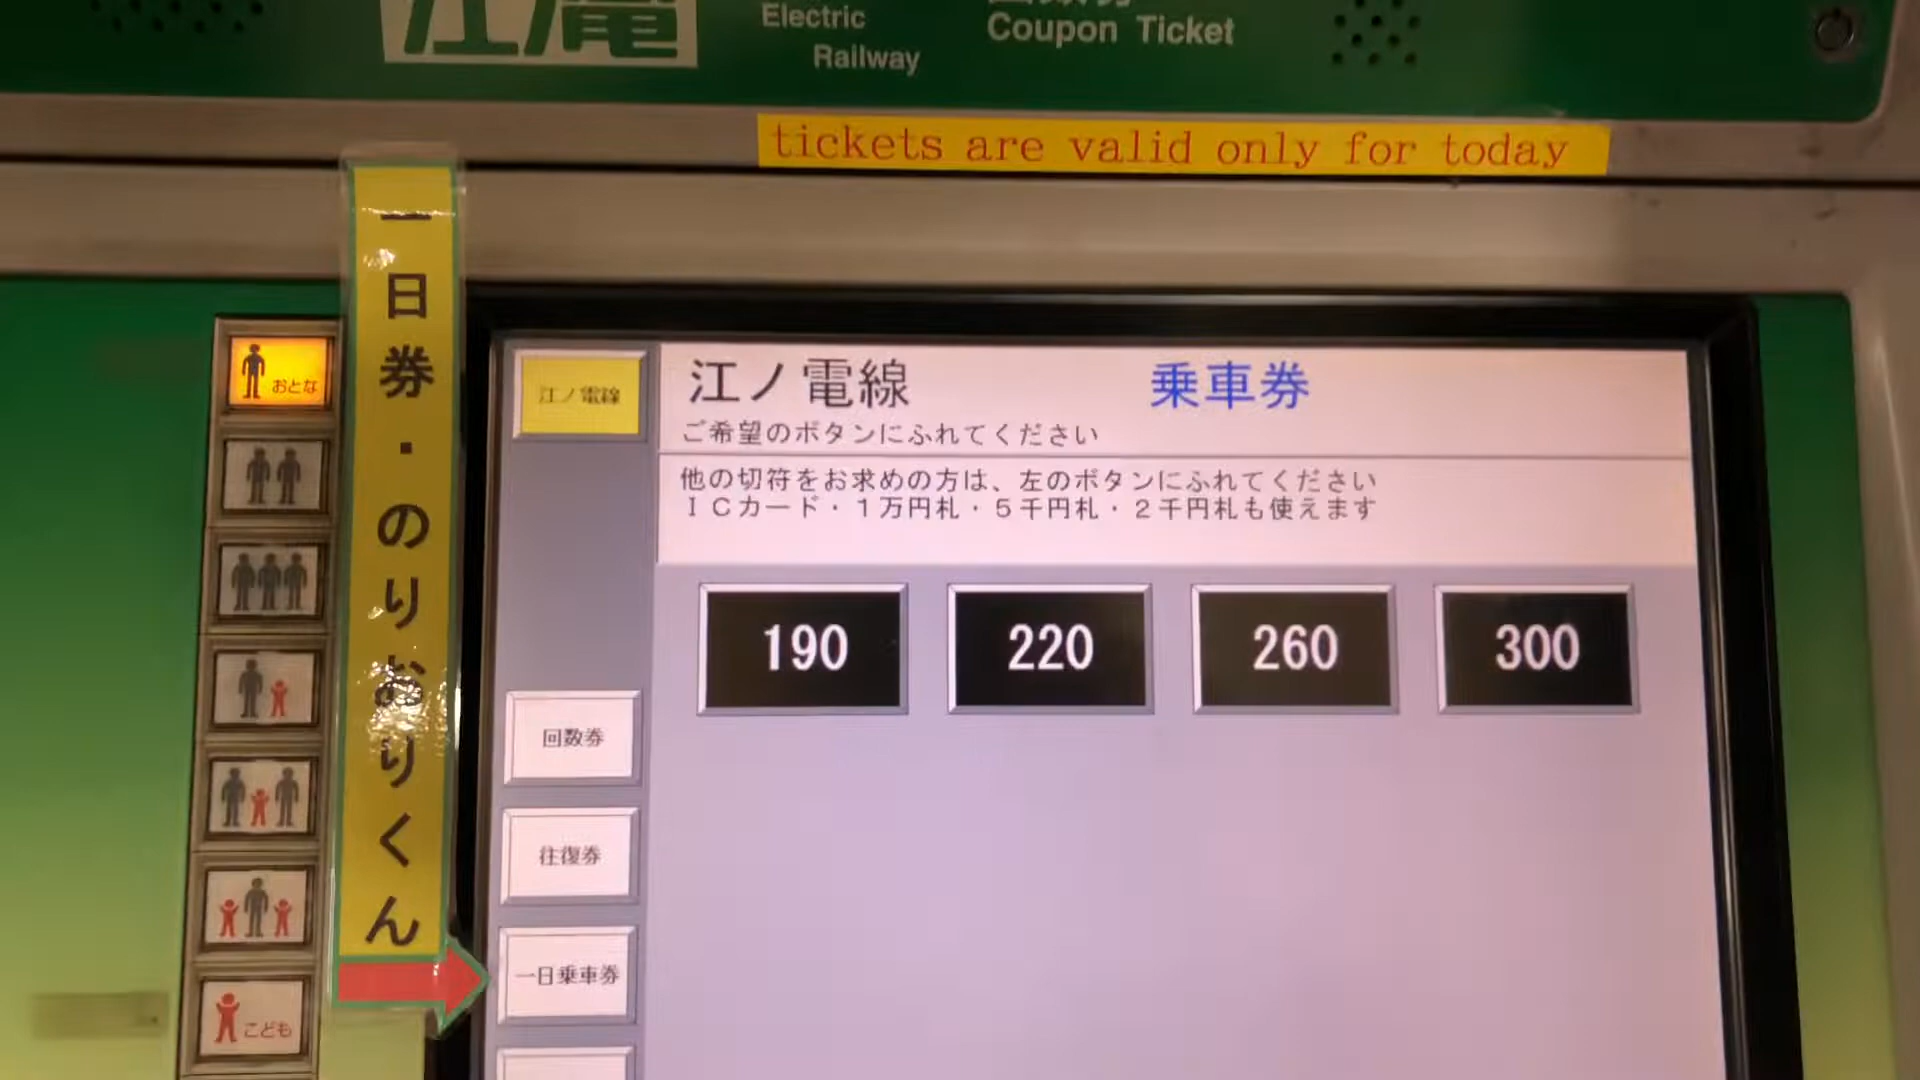 江ノ電
Electric
Railway
Coupon Ticket
tickets are valid only for today
一日券・のりおりくん
おとな
こども
江ノ電線
回数券
往復券
一日乗車券
江ノ電線 乗車券
ご希望のボタンにふれてください
他の切符をお求めの方は、左のボタンにふれてください
ICカード・1万円札・5千円札・2千円札も使えます
190 220 260 300